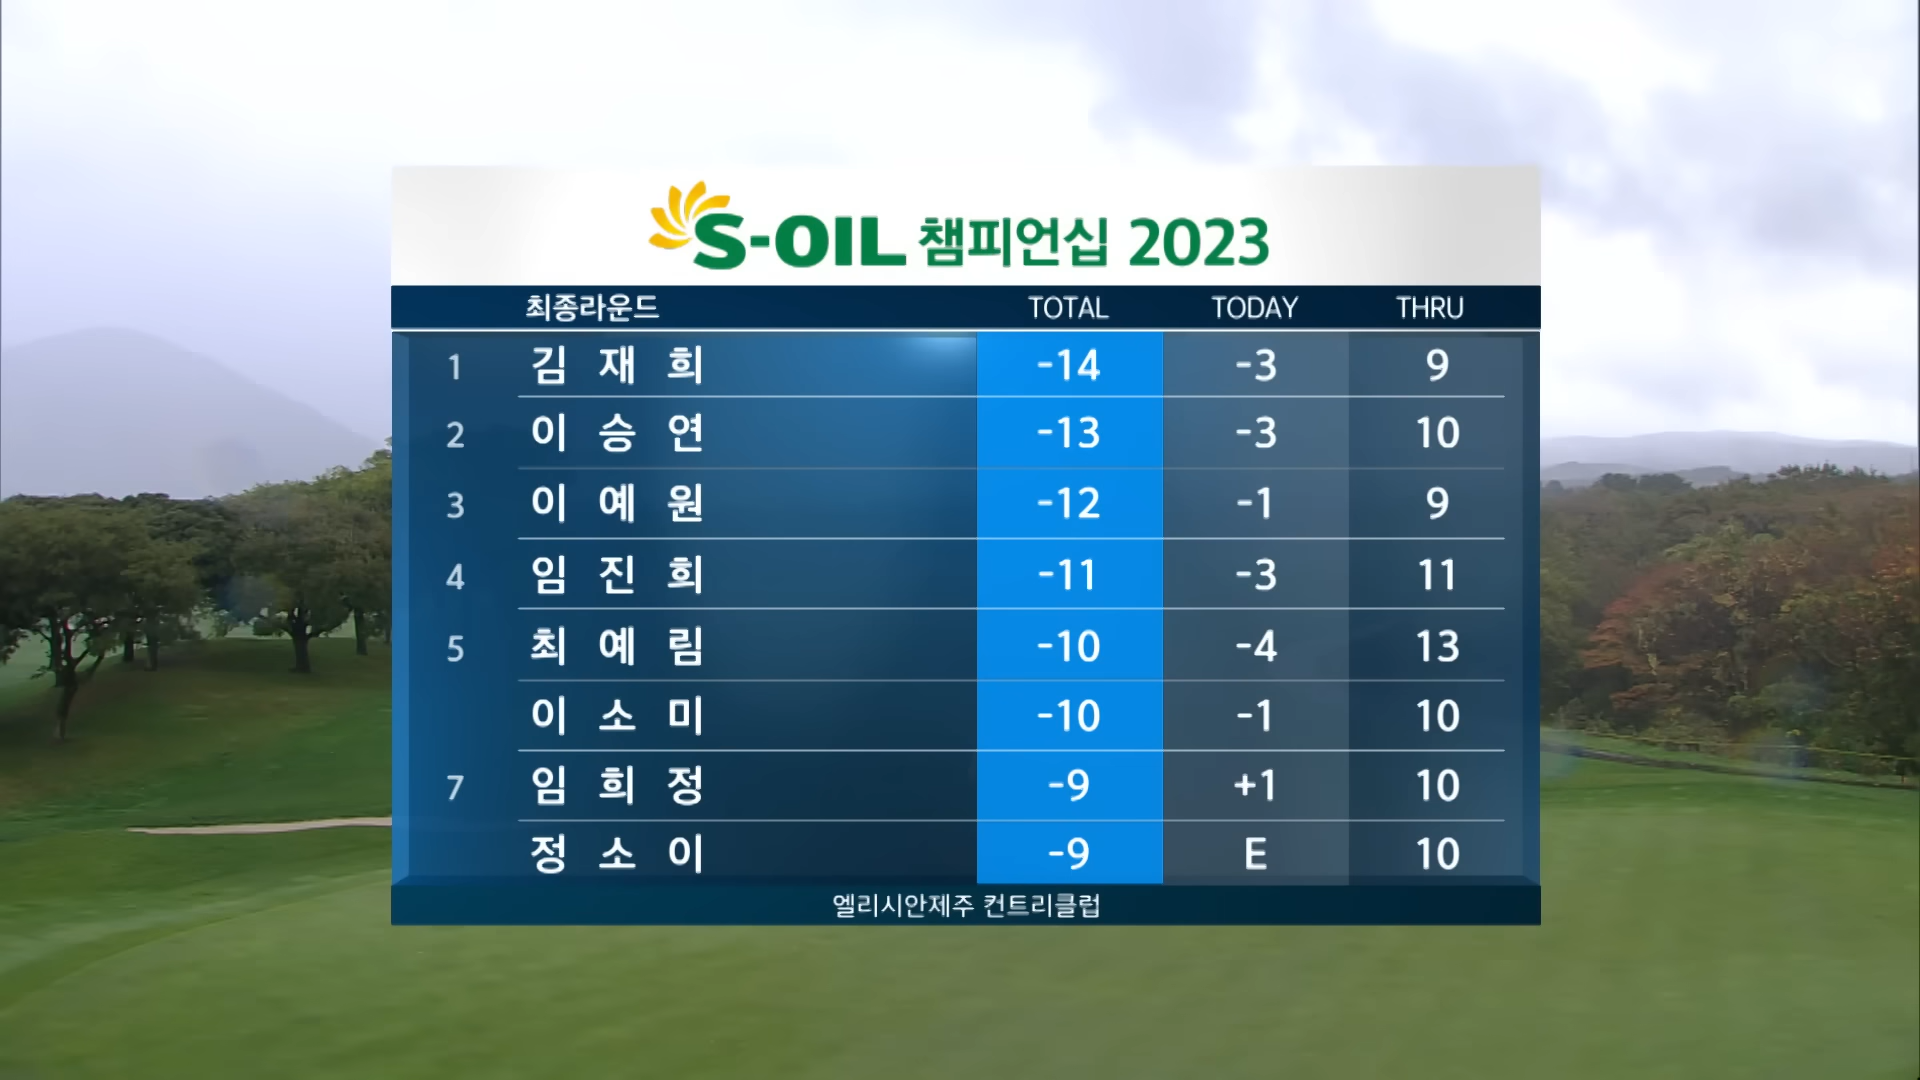 S-OIL 챔피언십 2023
최종라운드 TOTAL TODAY THRU
1 김재희 -14 -3 9
2 이승연 -13 -3 10
3 이예원 -12 -1 9
4 임진희 -11 -3 11
5 최예림 -10 -4 13
이소미 -10 -1 10
7 임희정 -9 +1 10
정소이 -9 E 10
엘리시안제주 컨트리클럽